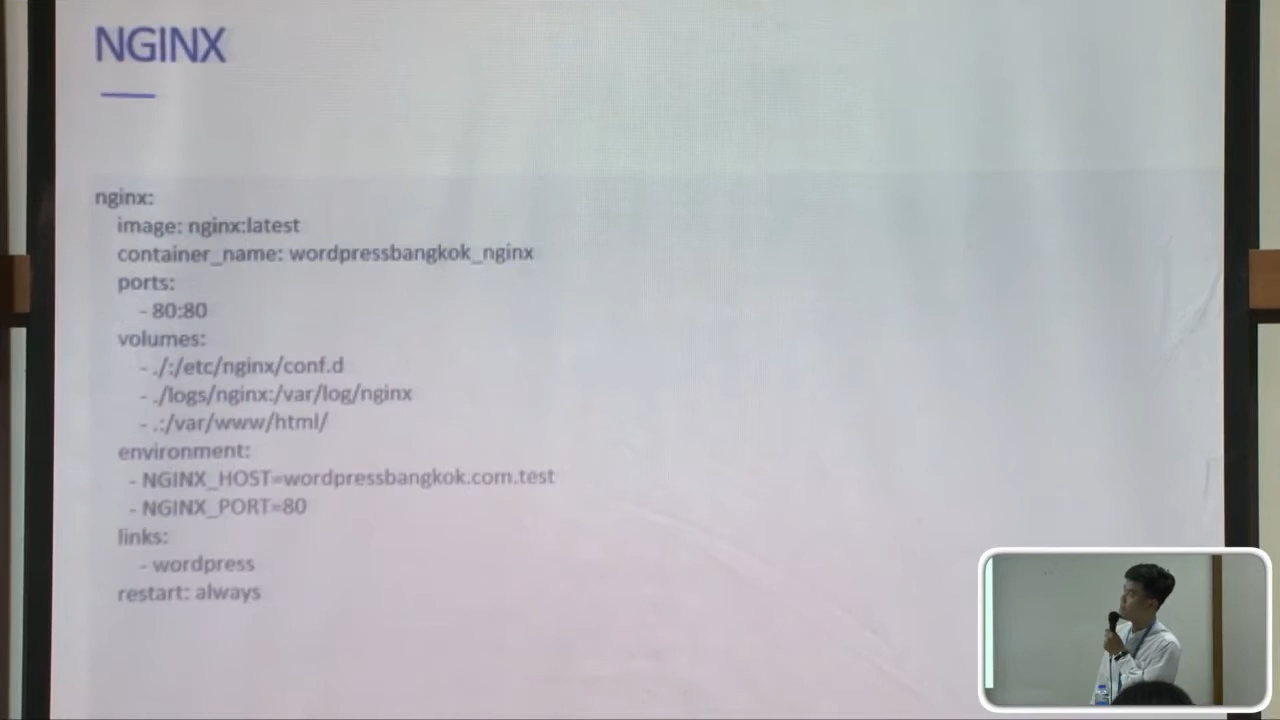 NGINX
nginx:
image: nginx:latest
container_name: wordpressbangkok_nginx
ports:
- 80:80
volumes:
- ./:/etc/nginx/conf.d
- ./logs/nginx:/var/log/nginx
- .:/var/www/html/
environment:
- NGINX_HOST=wordpressbangkok.com.test
- NGINX_PORT=80
links:
- wordpress
restart: always